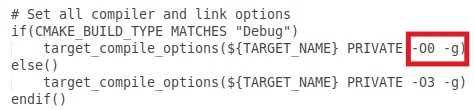 # Set all compiler and link options
if(CMAKE_BUILD_TYPE MATCHES "Debug")
    target_compile_options(${TARGET_NAME} PRIVATE -O0 -g)
else()
    target_compile_options(${TARGET_NAME} PRIVATE -O3 -g)
endif()